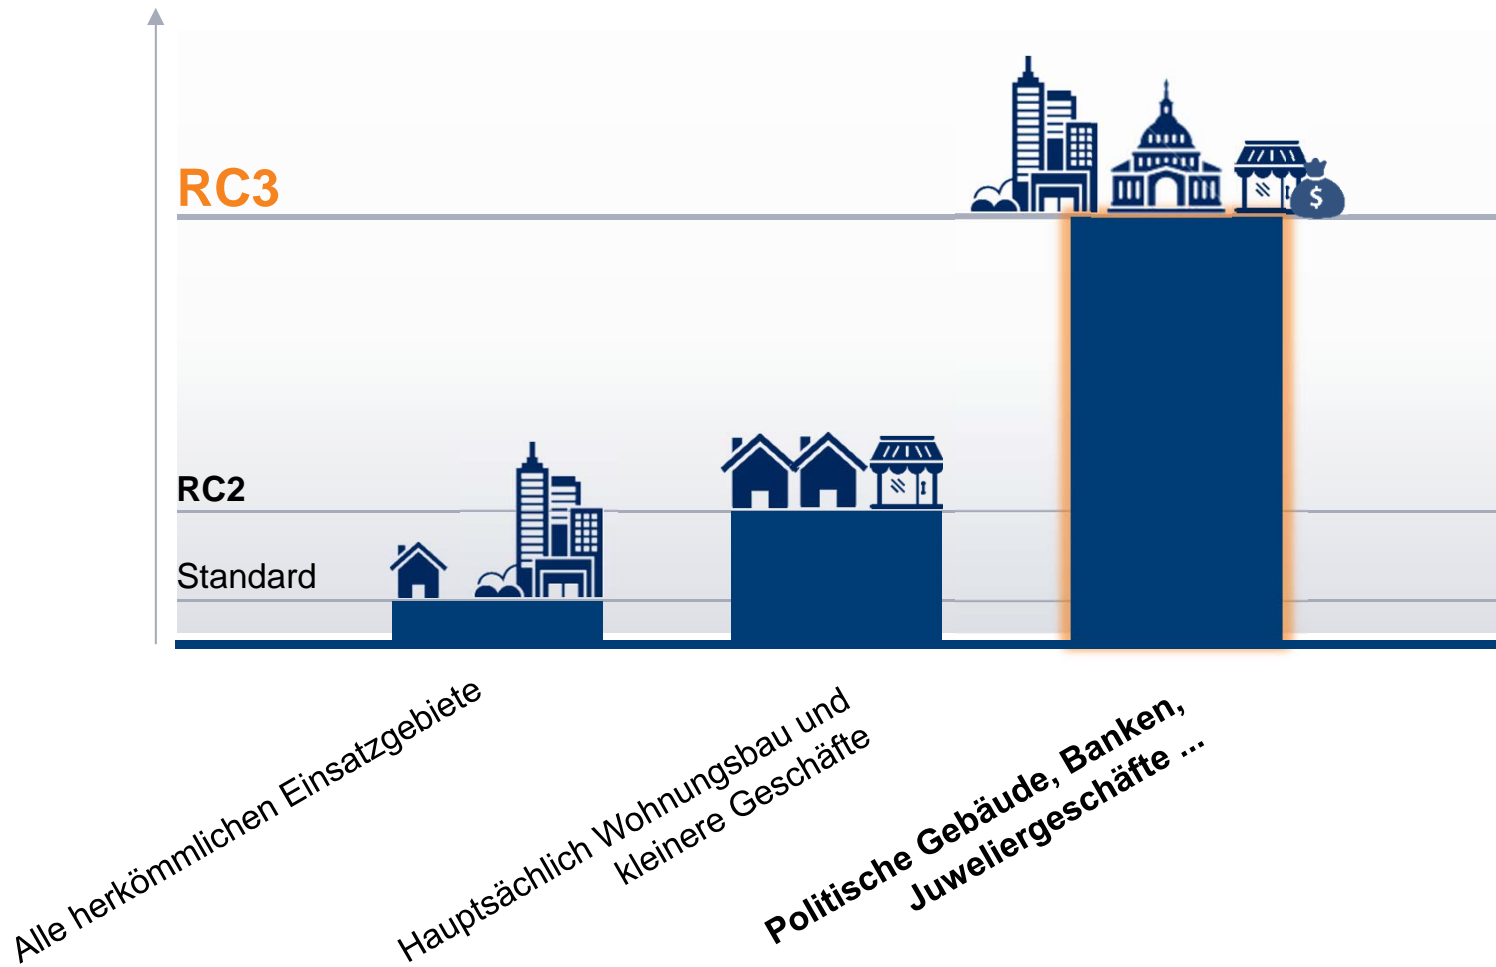 RC3
$
RC2
Standard
Alle herkömmlichen Einsatzgebiete
Hauptsächlich Wohnungsbau und
kleinere Geschäfte
Politische Gebäude, Banken,
Juweliergeschäfte ...